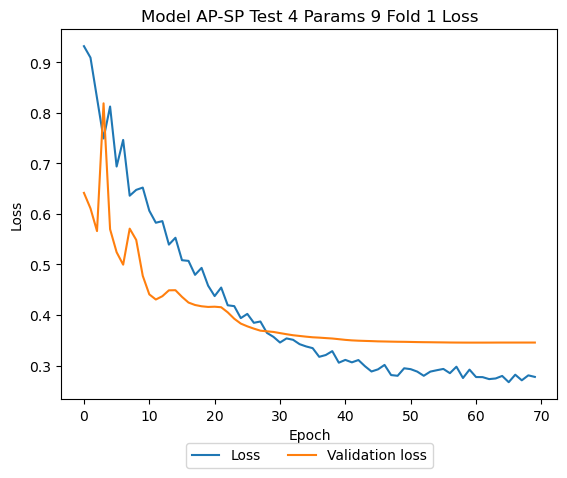 Model AP-SP Test 4 Params 9 Fold 1 Loss
0.9
0.8
0.7
0.6
0.5
0.4
0.3
Loss
0 10 20 30 40 50 60 70
Epoch
Loss Validation loss